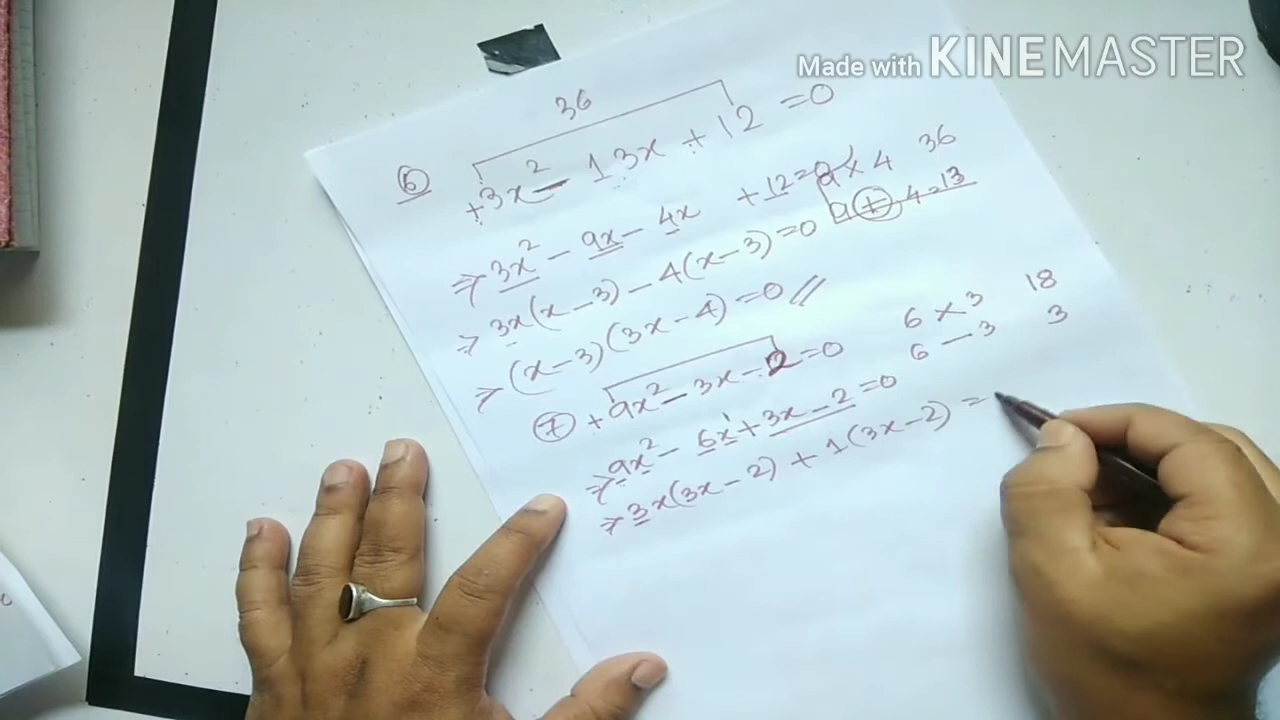 Made with KINEMASTER
36
6 +3x² - 13x + 12 = 0
⇒ 3x² - 9x - 4x + 12 = 0
9 × 4 36
9 + 4 = 13
⇒ 3x(x - 3) - 4(x - 3) = 0
⇒ (x - 3)(3x - 4) = 0 //
7 +9x² - 3x - 2 = 0
6 × 3 18
6 - 3 3
⇒ 9x² - 6x + 3x - 2 = 0
⇒ 3x(3x - 2) + 1(3x - 2) =